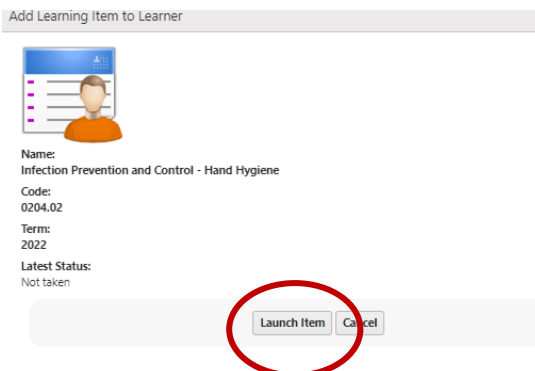 Add Learning Item to Learner
Name:
Infection Prevention and Control - Hand Hygiene
Code:
0204.02
Term:
2022
Latest Status:
Not taken
Launch Item Cancel